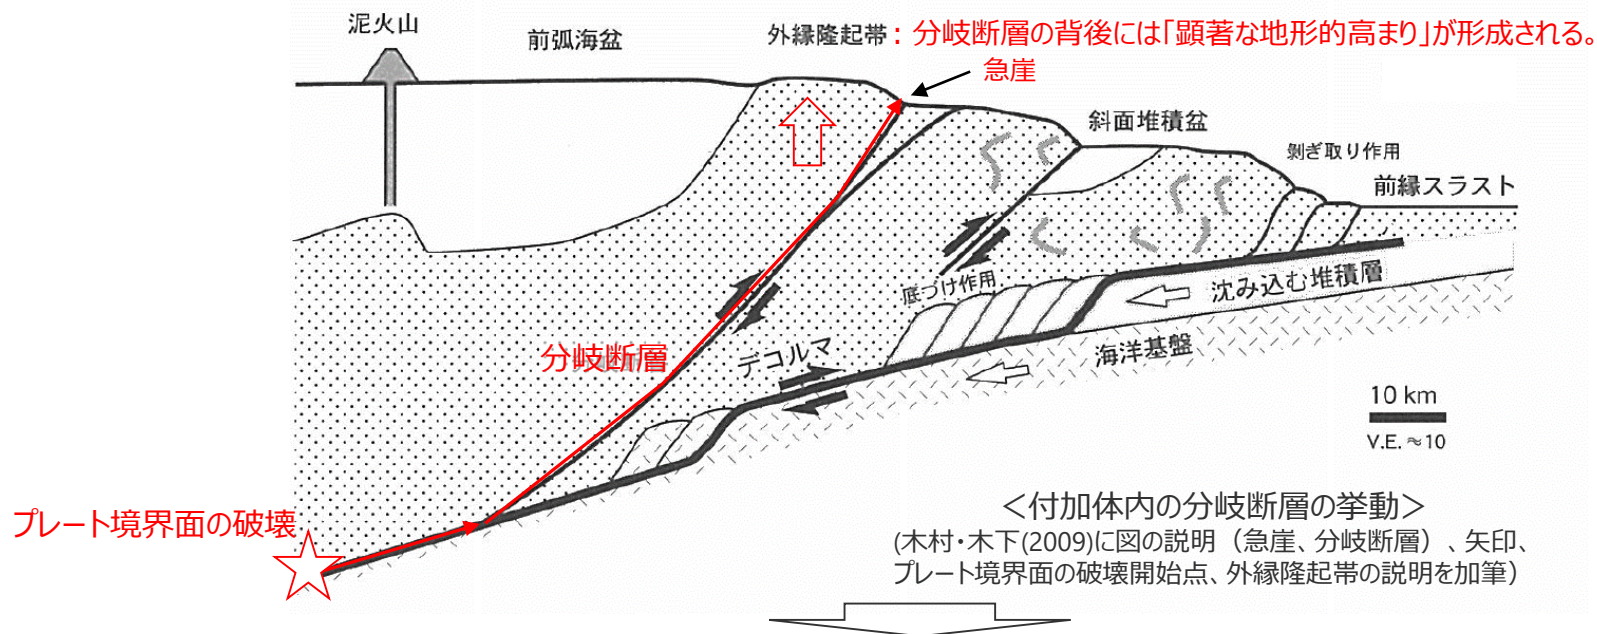 泥火山
前弧海盆
外縁隆起帯：分岐断層の背後には「顕著な地形的高まり」が形成される。
急崖
斜面堆積盆
剝ぎ取り作用
前縁スラスト
底づけ作用
沈み込む堆積層
分岐断層
デコルマ
海洋基盤
10 km
V.E. ≈10
プレート境界面の破壊
＜付加体内の分岐断層の挙動＞
(木村・木下(2009)に図の説明（急崖、分岐断層）、矢印、
プレート境界面の破壊開始点、外縁隆起帯の説明を加筆）